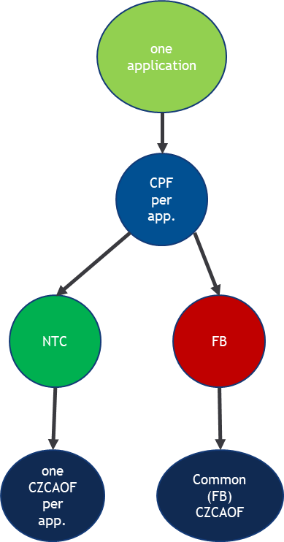 one
application
CPF
per
app.
NTC
FB
one
CZCAOF
per
app.
Common
(FB)
CZCAOF